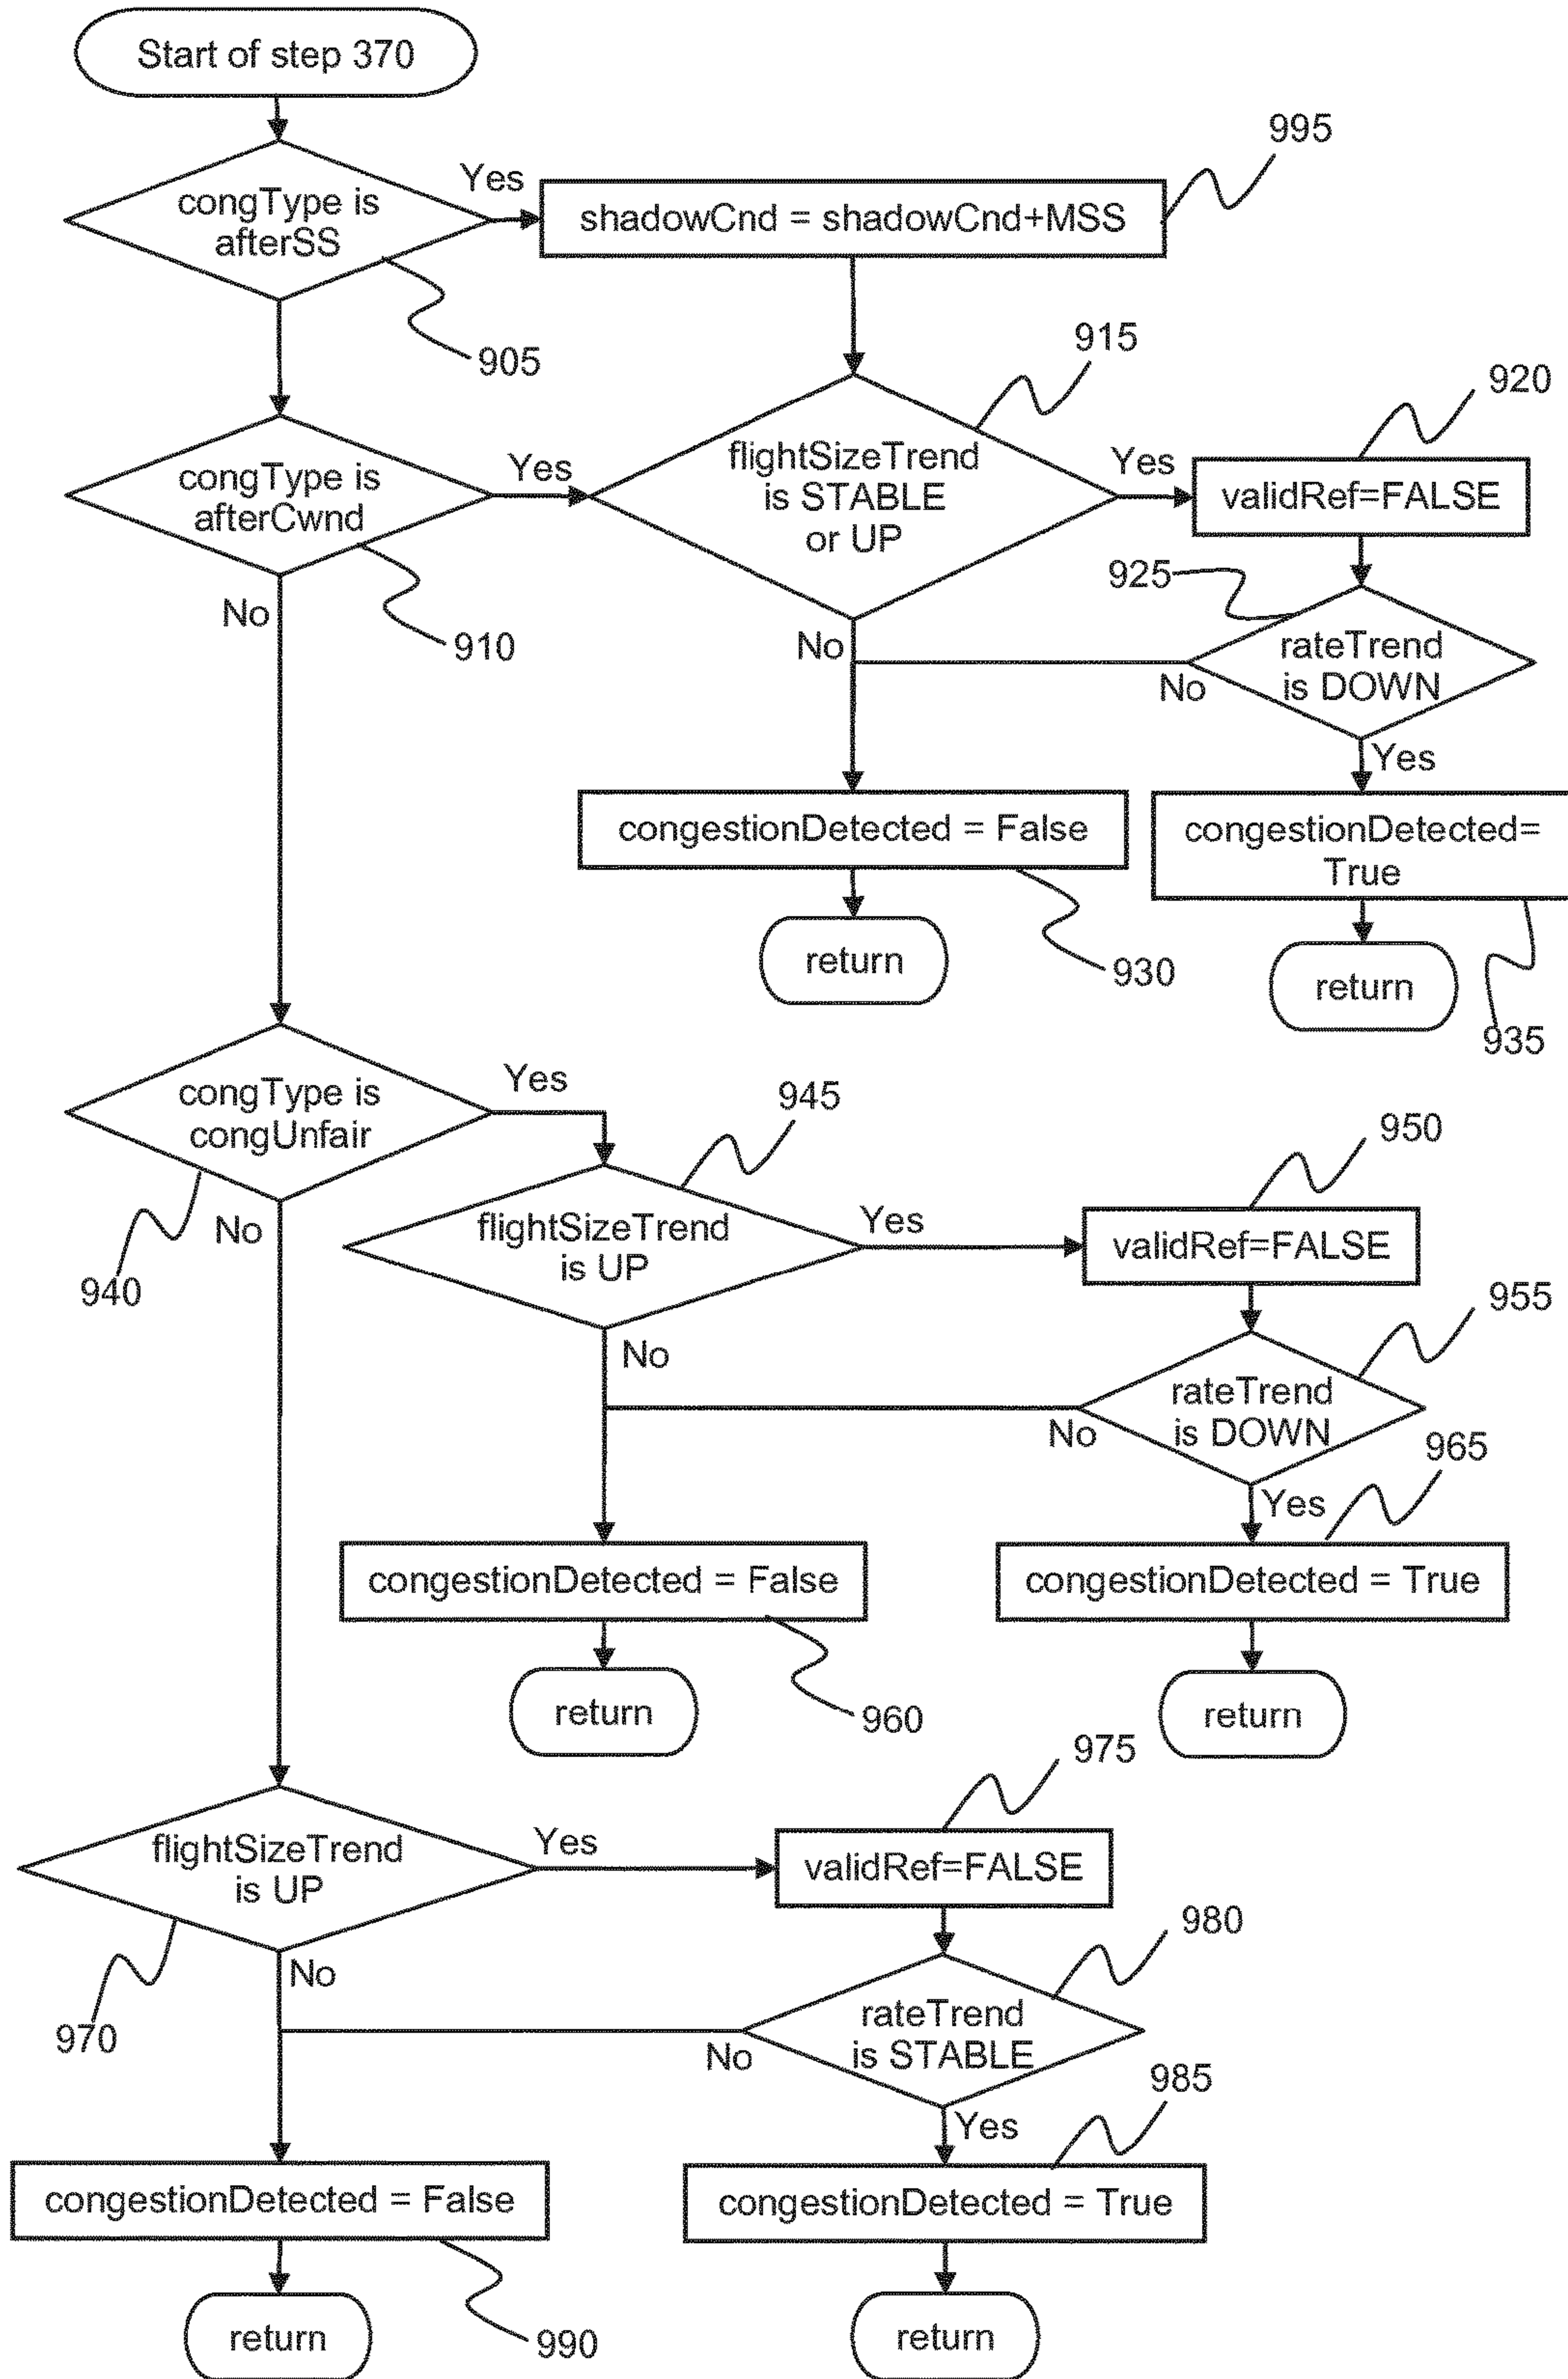 Start of step 370
congType is
afterSS
Yes
shadowCnd = shadowCnd+MSS
995
905
915
920
congType is
afterCwnd
Yes
flightSizeTrend
is STABLE
or UP
Yes
validRef=FALSE
925
No
910
No
rateTrend
is DOWN
No
Yes
congestionDetected = False
congestionDetected=
True
return
930
return
935
congType is
congUnfair
Yes
945
950
No
940
flightSizeTrend
is UP
Yes
validRef=FALSE
955
No
rateTrend
is DOWN
No
965
Yes
congestionDetected = False
congestionDetected = True
return
960
return
975
flightSizeTrend
is UP
Yes
validRef=FALSE
980
No
970
rateTrend
is STABLE
No
985
Yes
congestionDetected = False
congestionDetected = True
return
990
return